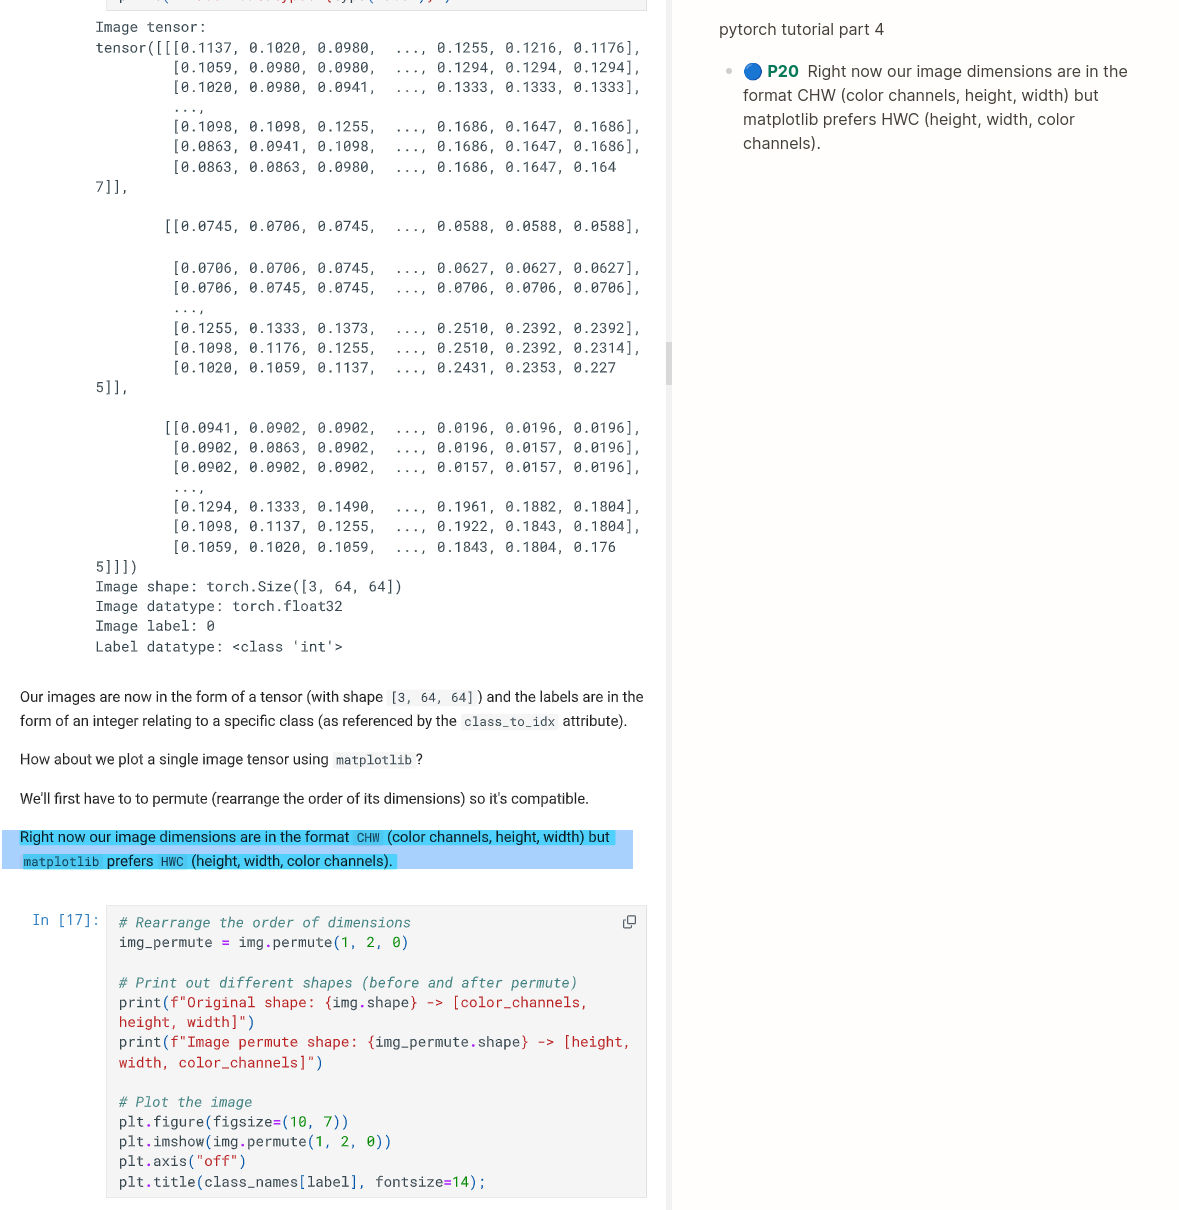 Image tensor:
tensor([[[0.1137, 0.1020, 0.0980,  ..., 0.1255, 0.1216, 0.1176],
         [0.1059, 0.0980, 0.0980,  ..., 0.1294, 0.1294, 0.1294],
         [0.1020, 0.0980, 0.0941,  ..., 0.1333, 0.1333, 0.1333],
         ...,
         [0.1098, 0.1098, 0.1255,  ..., 0.1686, 0.1647, 0.1686],
         [0.0863, 0.0941, 0.1098,  ..., 0.1686, 0.1647, 0.1686],
         [0.0863, 0.0863, 0.0980,  ..., 0.1686, 0.1647, 0.164
7]],
        [[0.0745, 0.0706, 0.0745,  ..., 0.0588, 0.0588, 0.0588],
         [0.0706, 0.0706, 0.0745,  ..., 0.0627, 0.0627, 0.0627],
         [0.0706, 0.0745, 0.0745,  ..., 0.0706, 0.0706, 0.0706],
         ...,
         [0.1255, 0.1333, 0.1373,  ..., 0.2510, 0.2392, 0.2392],
         [0.1098, 0.1176, 0.1255,  ..., 0.2510, 0.2392, 0.2314],
         [0.1020, 0.1059, 0.1137,  ..., 0.2431, 0.2353, 0.227
5]],
        [[0.0941, 0.0902, 0.0902,  ..., 0.0196, 0.0196, 0.0196],
         [0.0902, 0.0863, 0.0902,  ..., 0.0196, 0.0157, 0.0196],
         [0.0902, 0.0902, 0.0902,  ..., 0.0157, 0.0157, 0.0196],
         ...,
         [0.1294, 0.1333, 0.1490,  ..., 0.1961, 0.1882, 0.1804],
         [0.1098, 0.1137, 0.1255,  ..., 0.1922, 0.1843, 0.1804],
         [0.1059, 0.1020, 0.1059,  ..., 0.1843, 0.1804, 0.176
5]]])
Image shape: torch.Size([3, 64, 64])
Image datatype: torch.float32
Image label: 0
Label datatype: <class 'int'>
Our images are now in the form of a tensor (with shape [3, 64, 64] ) and the labels are in the
form of an integer relating to a specific class (as referenced by the class_to_idx attribute).
How about we plot a single image tensor using matplotlib ?
We'll first have to to permute (rearrange the order of its dimensions) so it's compatible.
Right now our image dimensions are in the format CHW (color channels, height, width) but
matplotlib prefers HWC (height, width, color channels).
In [17]:
# Rearrange the order of dimensions
img_permute = img.permute(1, 2, 0)
# Print out different shapes (before and after permute)
print(f"Original shape: {img.shape} -> [color_channels,
height, width]")
print(f"Image permute shape: {img_permute.shape} -> [height,
width, color_channels]")
# Plot the image
plt.figure(figsize=(10, 7))
plt.imshow(img.permute(1, 2, 0))
plt.axis("off")
plt.title(class_names[label], fontsize=14);
pytorch tutorial part 4
P20 Right now our image dimensions are in the
format CHW (color channels, height, width) but
matplotlib prefers HWC (height, width, color
channels).